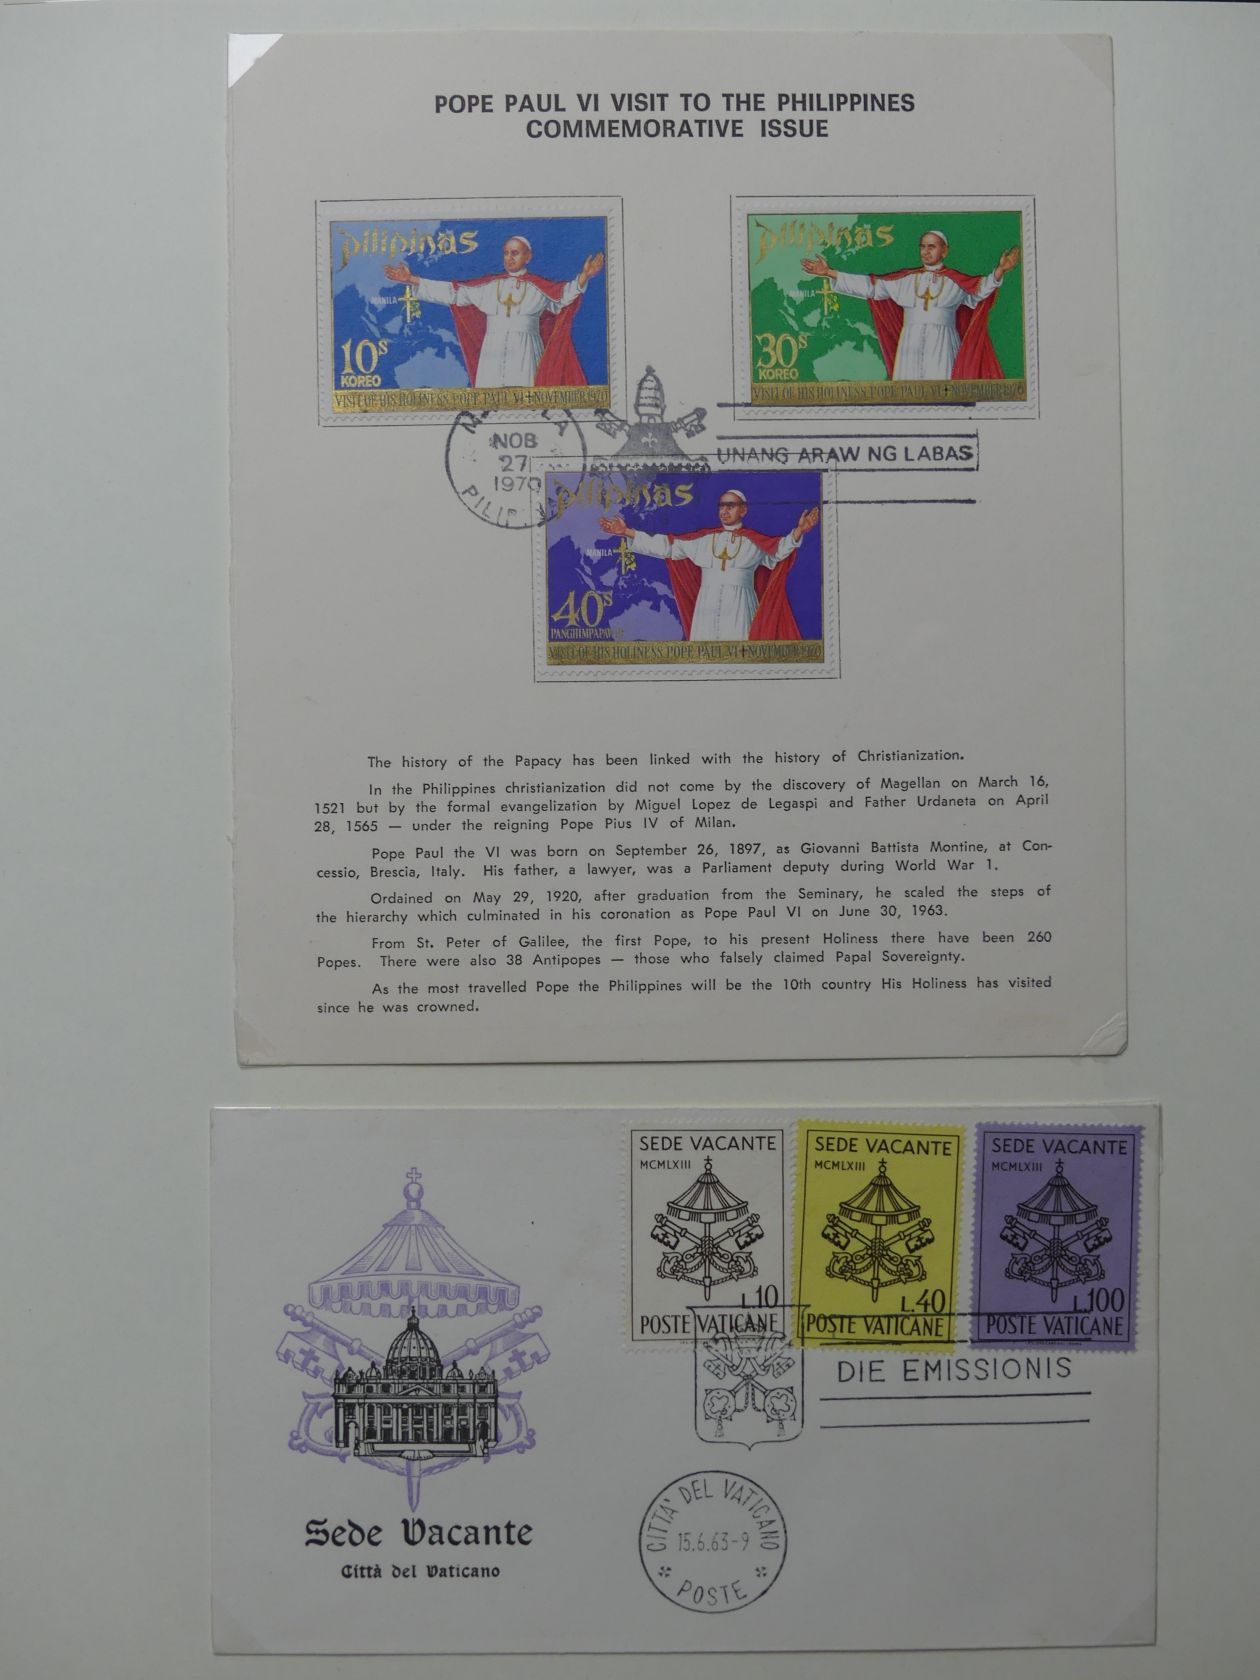 POPE PAUL VI VISIT TO THE PHILIPPINES
COMMEMORATIVE ISSUE
pilipinas
MANILA
10s
KOREO
VISIT OF HIS HOLINESS POPE PAUL VI NOVEMBER 1970
pilipinas
MANILA
30s
KOREO
VISIT OF HIS HOLINESS POPE PAUL VI NOVEMBER 1970
NOB
27
1970
UNANG ARAW NG LABAS
pilipinas
MANILA
40s
VISIT OF HIS HOLINESS POPE PAUL VI NOVEMBER 1970
The history of the Papacy has been linked with the history of Christianization.
In the Philippines christianization did not come by the discovery of Magellan on March 16,
1521 but by the formal evangelization by Miguel Lopez de Legaspi and Father Urdaneta on April
28, 1565 — under the reigning Pope Pius IV of Milan.
Pope Paul the VI was born on September 26, 1897, as Giovanni Battista Montine, at Con-
cessio, Brescia, Italy. His father, a lawyer, was a Parliament deputy during World War 1.
Ordained on May 29, 1920, after graduation from the Seminary, he scaled the steps of
the hierarchy which culminated in his coronation as Pope Paul VI on June 30, 1963.
From St. Peter of Galilee, the first Pope, to his present Holiness there have been 260
Popes. There were also 38 Antipopes — those who falsely claimed Papal Sovereignty.
As the most travelled Pope the Philippines will be the 10th country His Holiness has visited
since he was crowned.
SEDE VACANTE
MCMLXIII
L.10
POSTE VATICANE
SEDE VACANTE
MCMLXIII
L.40
POSTE VATICANE
SEDE VACANTE
MCMLXIII
L.100
POSTE VATICANE
DIE EMISSIONIS
Sede Vacante
Città del Vaticano
CITTA' DEL VATICANO
15.6.63-9
POSTE